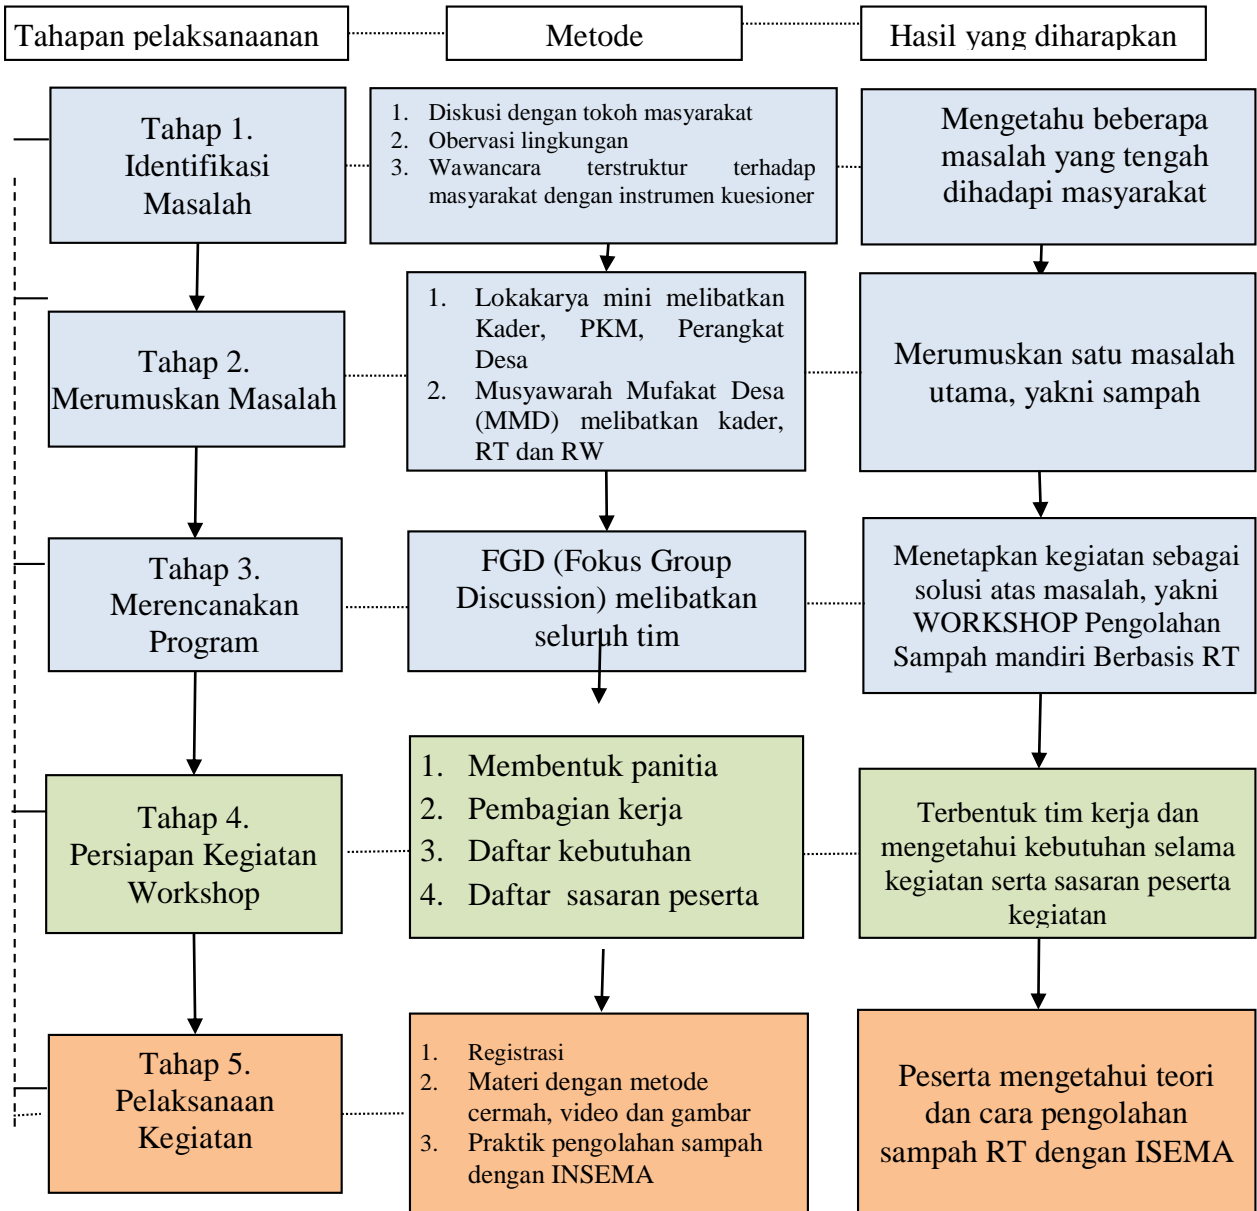 Tahapan pelaksanaanan
Metode
Hasil yang diharapkan
Tahap 1.
Identifikasi
Masalah
1. Diskusi dengan tokoh masyarakat
2. Obervasi lingkungan
3. Wawancara terstruktur terhadap
masyarakat dengan instrumen kuesioner
Mengetahu beberapa
masalah yang tengah
dihadapi masyarakat
Tahap 2.
Merumuskan Masalah
1. Lokakarya mini melibatkan
Kader, PKM, Perangkat
Desa
2. Musyawarah Mufakat Desa
(MMD) melibatkan kader,
RT dan RW
Merumuskan satu masalah
utama, yakni sampah
Tahap 3.
Merencanakan
Program
FGD (Fokus Group
Discussion) melibatkan
seluruh tim
Menetapkan kegiatan sebagai
solusi atas masalah, yakni
WORKSHOP Pengolahan
Sampah mandiri Berbasis RT
Tahap 4.
Persiapan Kegiatan
Workshop
1. Membentuk panitia
2. Pembagian kerja
3. Daftar kebutuhan
4. Daftar sasaran peserta
Terbentuk tim kerja dan
mengetahui kebutuhan selama
kegiatan serta sasaran peserta
kegiatan
Tahap 5.
Pelaksanaan
Kegiatan
1. Registrasi
2. Materi dengan metode
cermah, video dan gambar
3. Praktik pengolahan sampah
dengan INSEMA
Peserta mengetahui teori
dan cara pengolahan
sampah RT dengan ISEMA